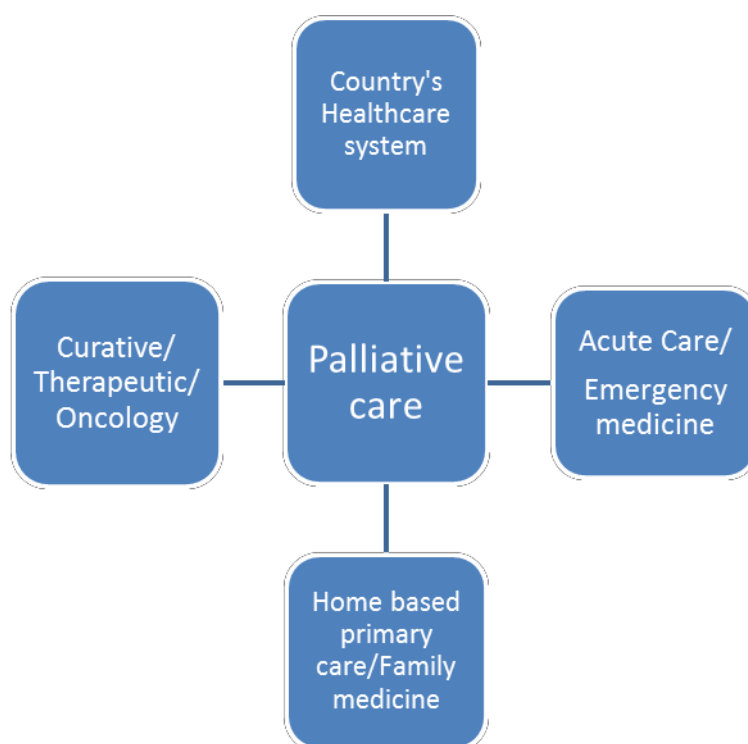 Country's
Healthcare
system
Curative/
Therapeutic/
Oncology
Palliative
care
Acute Care/
Emergency
medicine
Home based
primary
care/Family
medicine